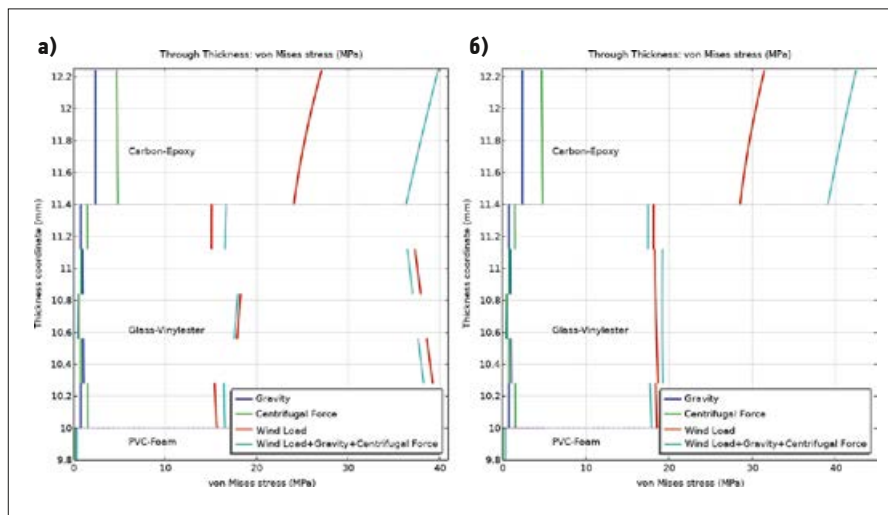 а)
Through Thickness: von Mises stress (MPa)
Thickness coordinate (mm)
12.2
12
11.8
11.6
11.4
11.2
11
10.8
10.6
10.4
10.2
10
9.8
Carbon-Epoxy
Glass-Vinylester
PVC-Foam
Gravity
Centrifugal Force
Wind Load
Wind Load+Gravity+Centrifugal Force
0 10 20 30 40
von Mises stress (MPa)
б)
Through Thickness: von Mises stress (MPa)
Thickness coordinate (mm)
12.2
12
11.8
11.6
11.4
11.2
11
10.8
10.6
10.4
10.2
10
9.8
Carbon-Epoxy
Glass-Vinylester
PVC-Foam
Gravity
Centrifugal Force
Wind Load
Wind Load+Gravity+Centrifugal Force
0 10 20 30 40
von Mises stress (MPa)